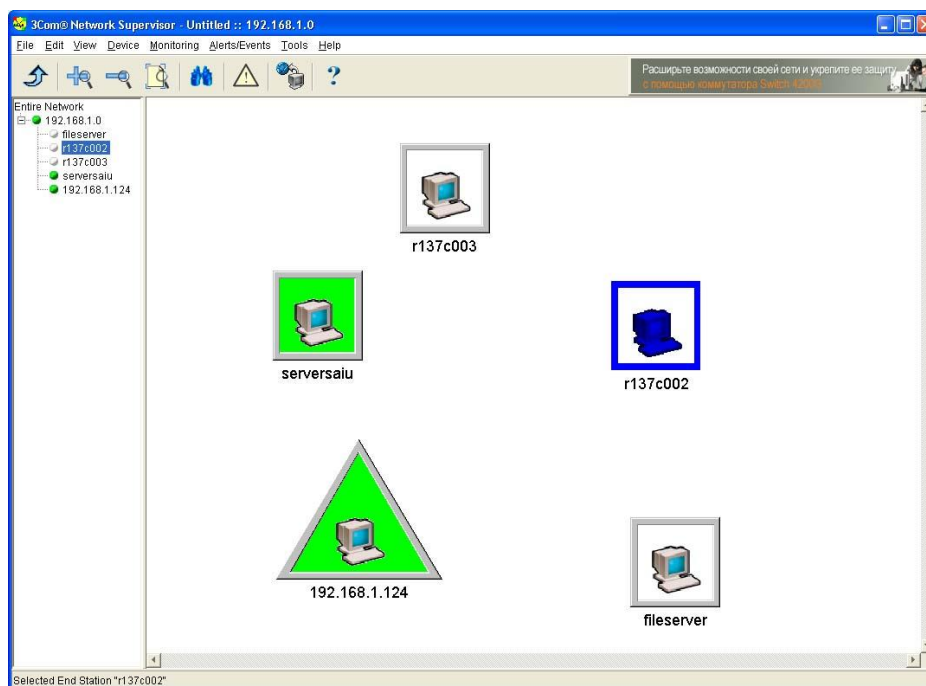 3Com® Network Supervisor - Untitled :: 192.168.1.0
File Edit View Device Monitoring Alerts/Events Tools Help
Расширьте возможности своей сети и укрепите ее защиту
с помощью коммутатора Switch
Entire Network
192.168.1.0
fileserver
r137c002
r137c003
serversaiu
192.168.1.124
r137c003
serversaiu
r137c002
192.168.1.124
fileserver
Selected End Station "r137c002"